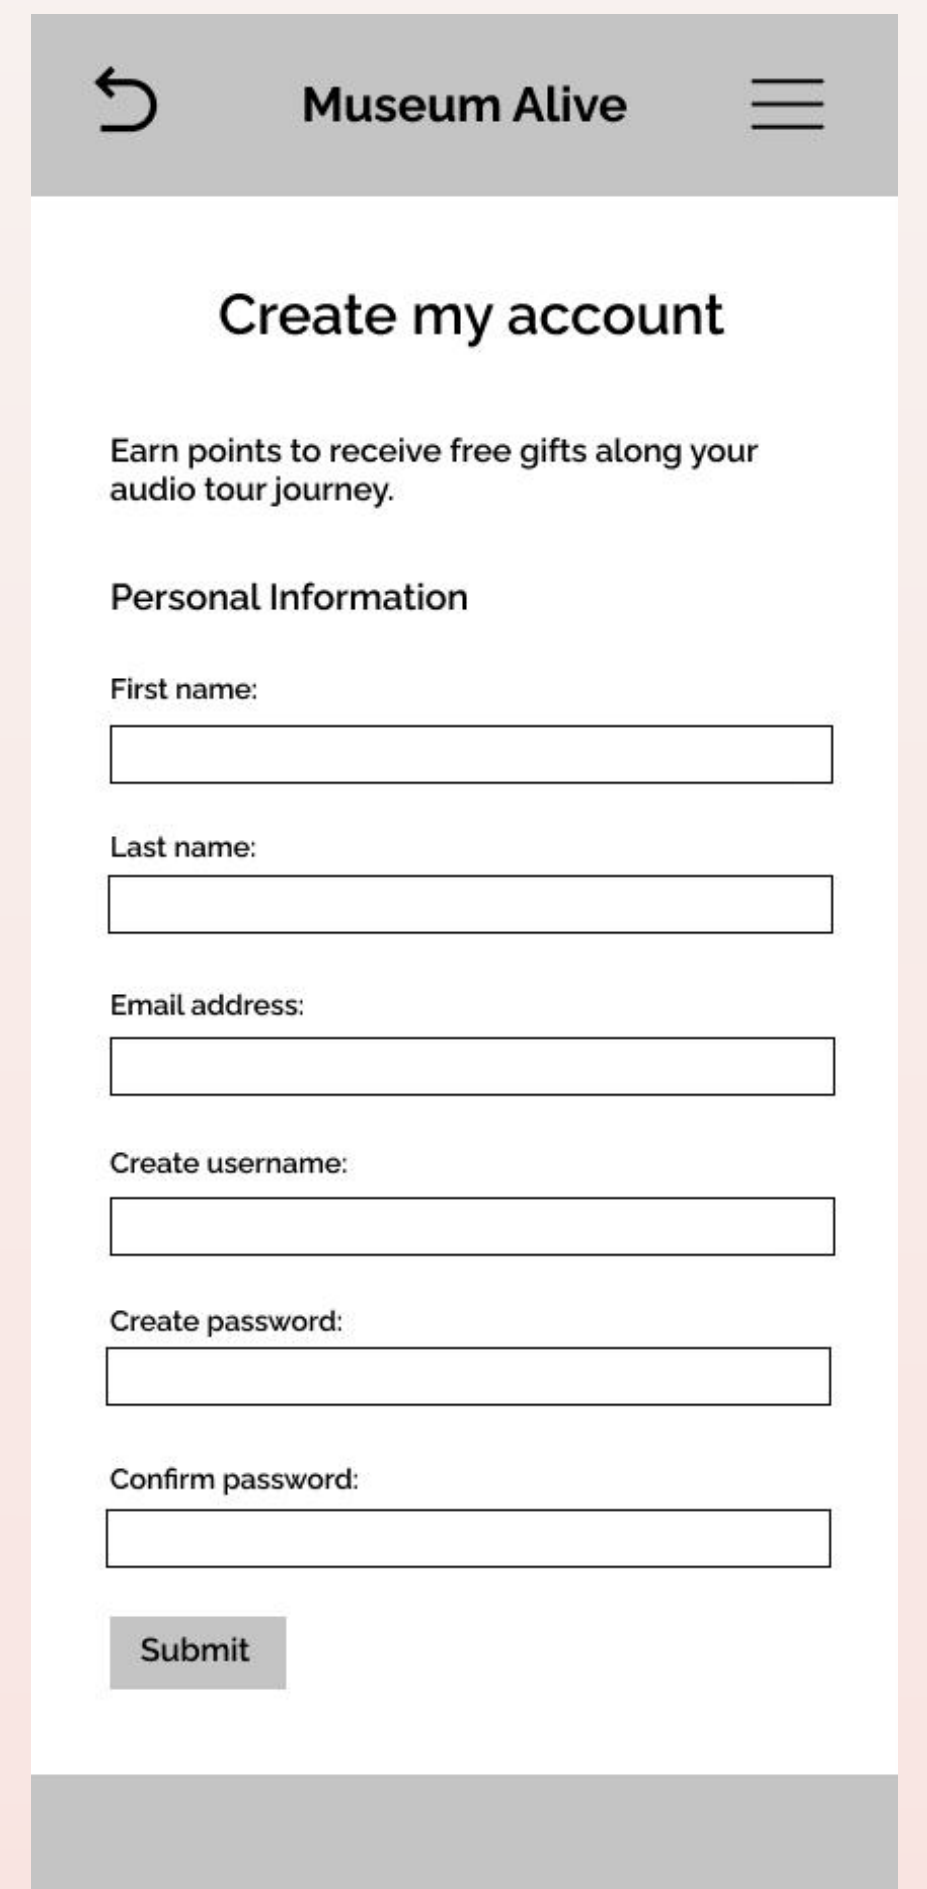 Museum Alive
Create my account
Earn points to receive free gifts along your
audio tour journey.
Personal Information
First name:
Last name:
Email address:
Create username:
Create password:
Confirm password:
Submit